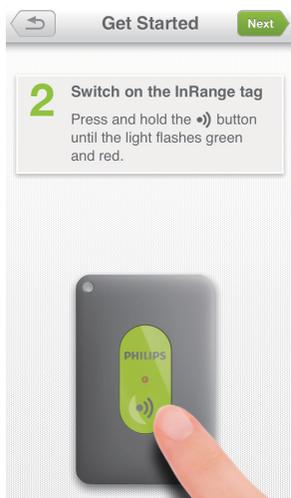 Get Started
Next
2
Switch on the InRange tag
Press and hold the •)) button
until the light flashes green
and red.
PHILIPS